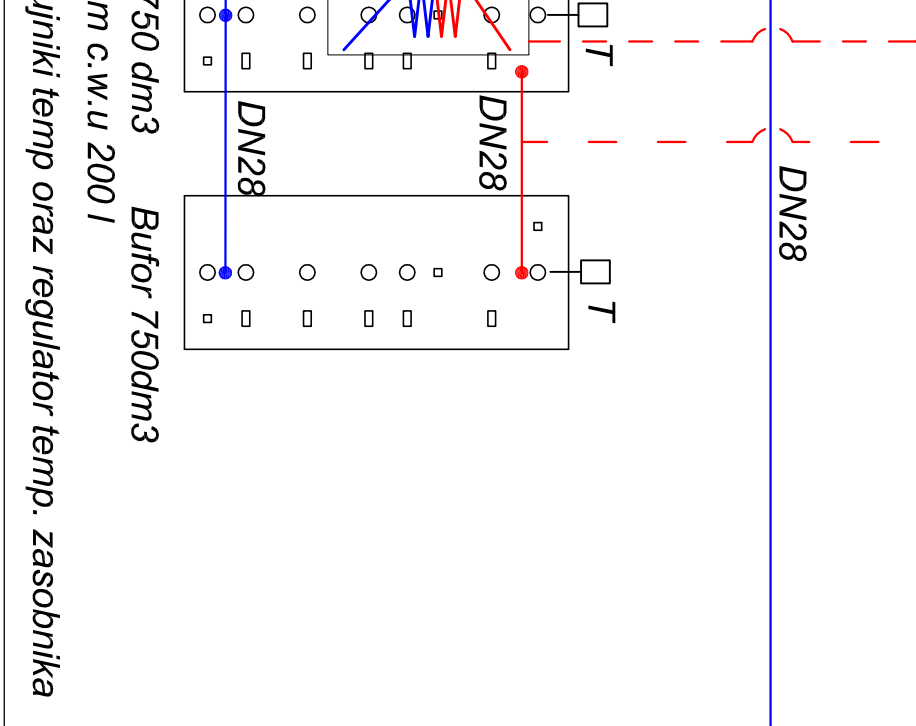 T
DN28
DN28
DN28
T
750 dm3
Bufor 750dm3
m c.w.u 200 l
ujniki temp oraz regulator temp. zasobnika